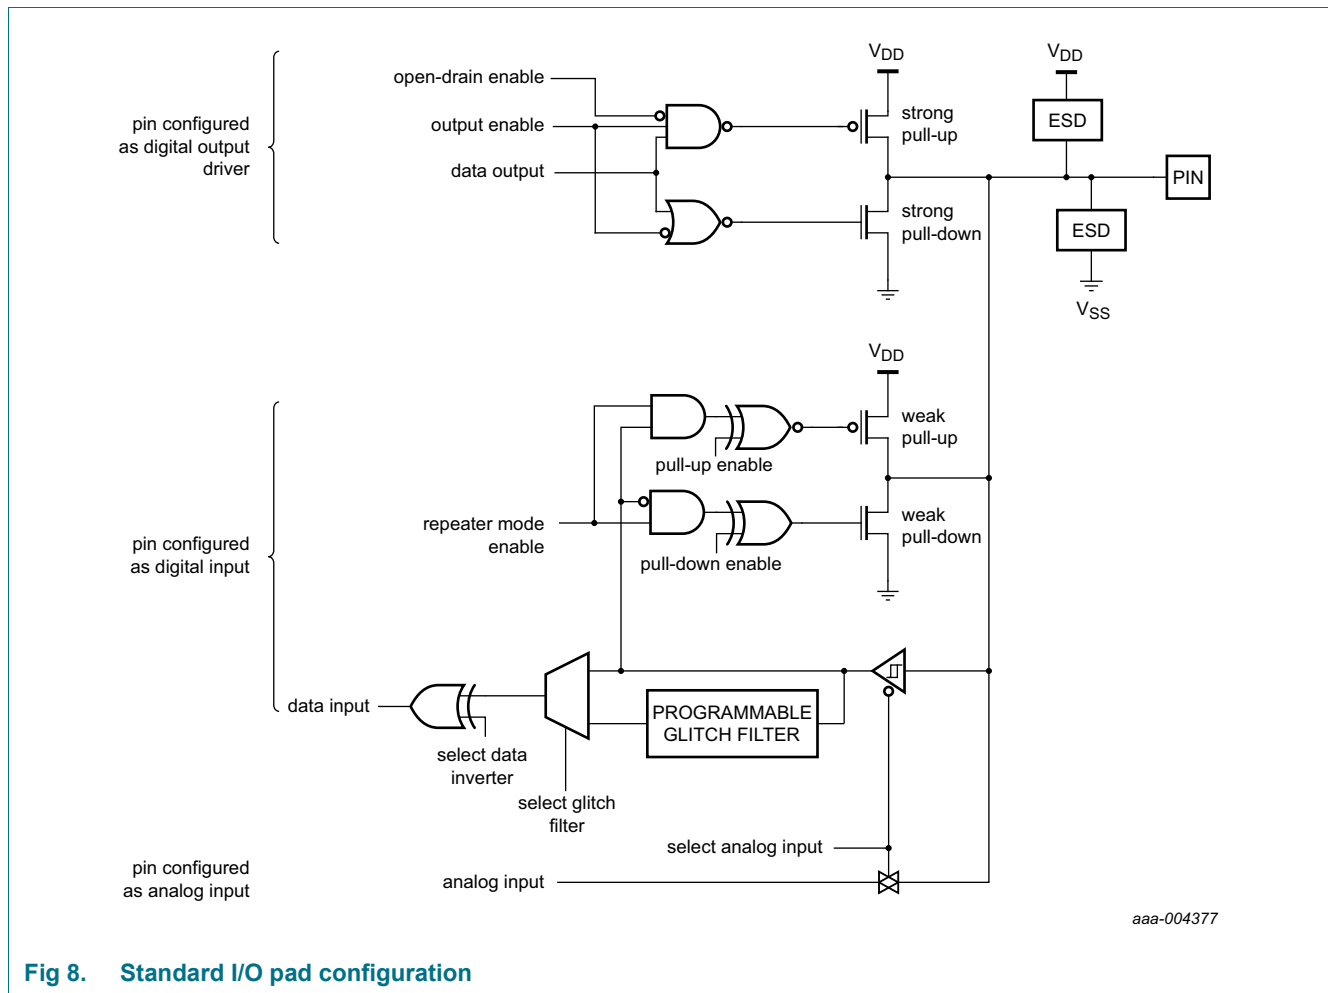 VDD
VDD
open-drain enable
strong
pull-up
ESD
pin configured
as digital output
driver
output enable
data output
PIN
strong
pull-down
ESD
VSS
VDD
weak
pull-up
pull-up enable
repeater mode
enable
weak
pull-down
pin configured
as digital input
pull-down enable
data input
PROGRAMMABLE
GLITCH FILTER
select data
inverter
select glitch
filter
select analog input
pin configured
as analog input
analog input
aaa-004377
Fig 8. Standard I/O pad configuration